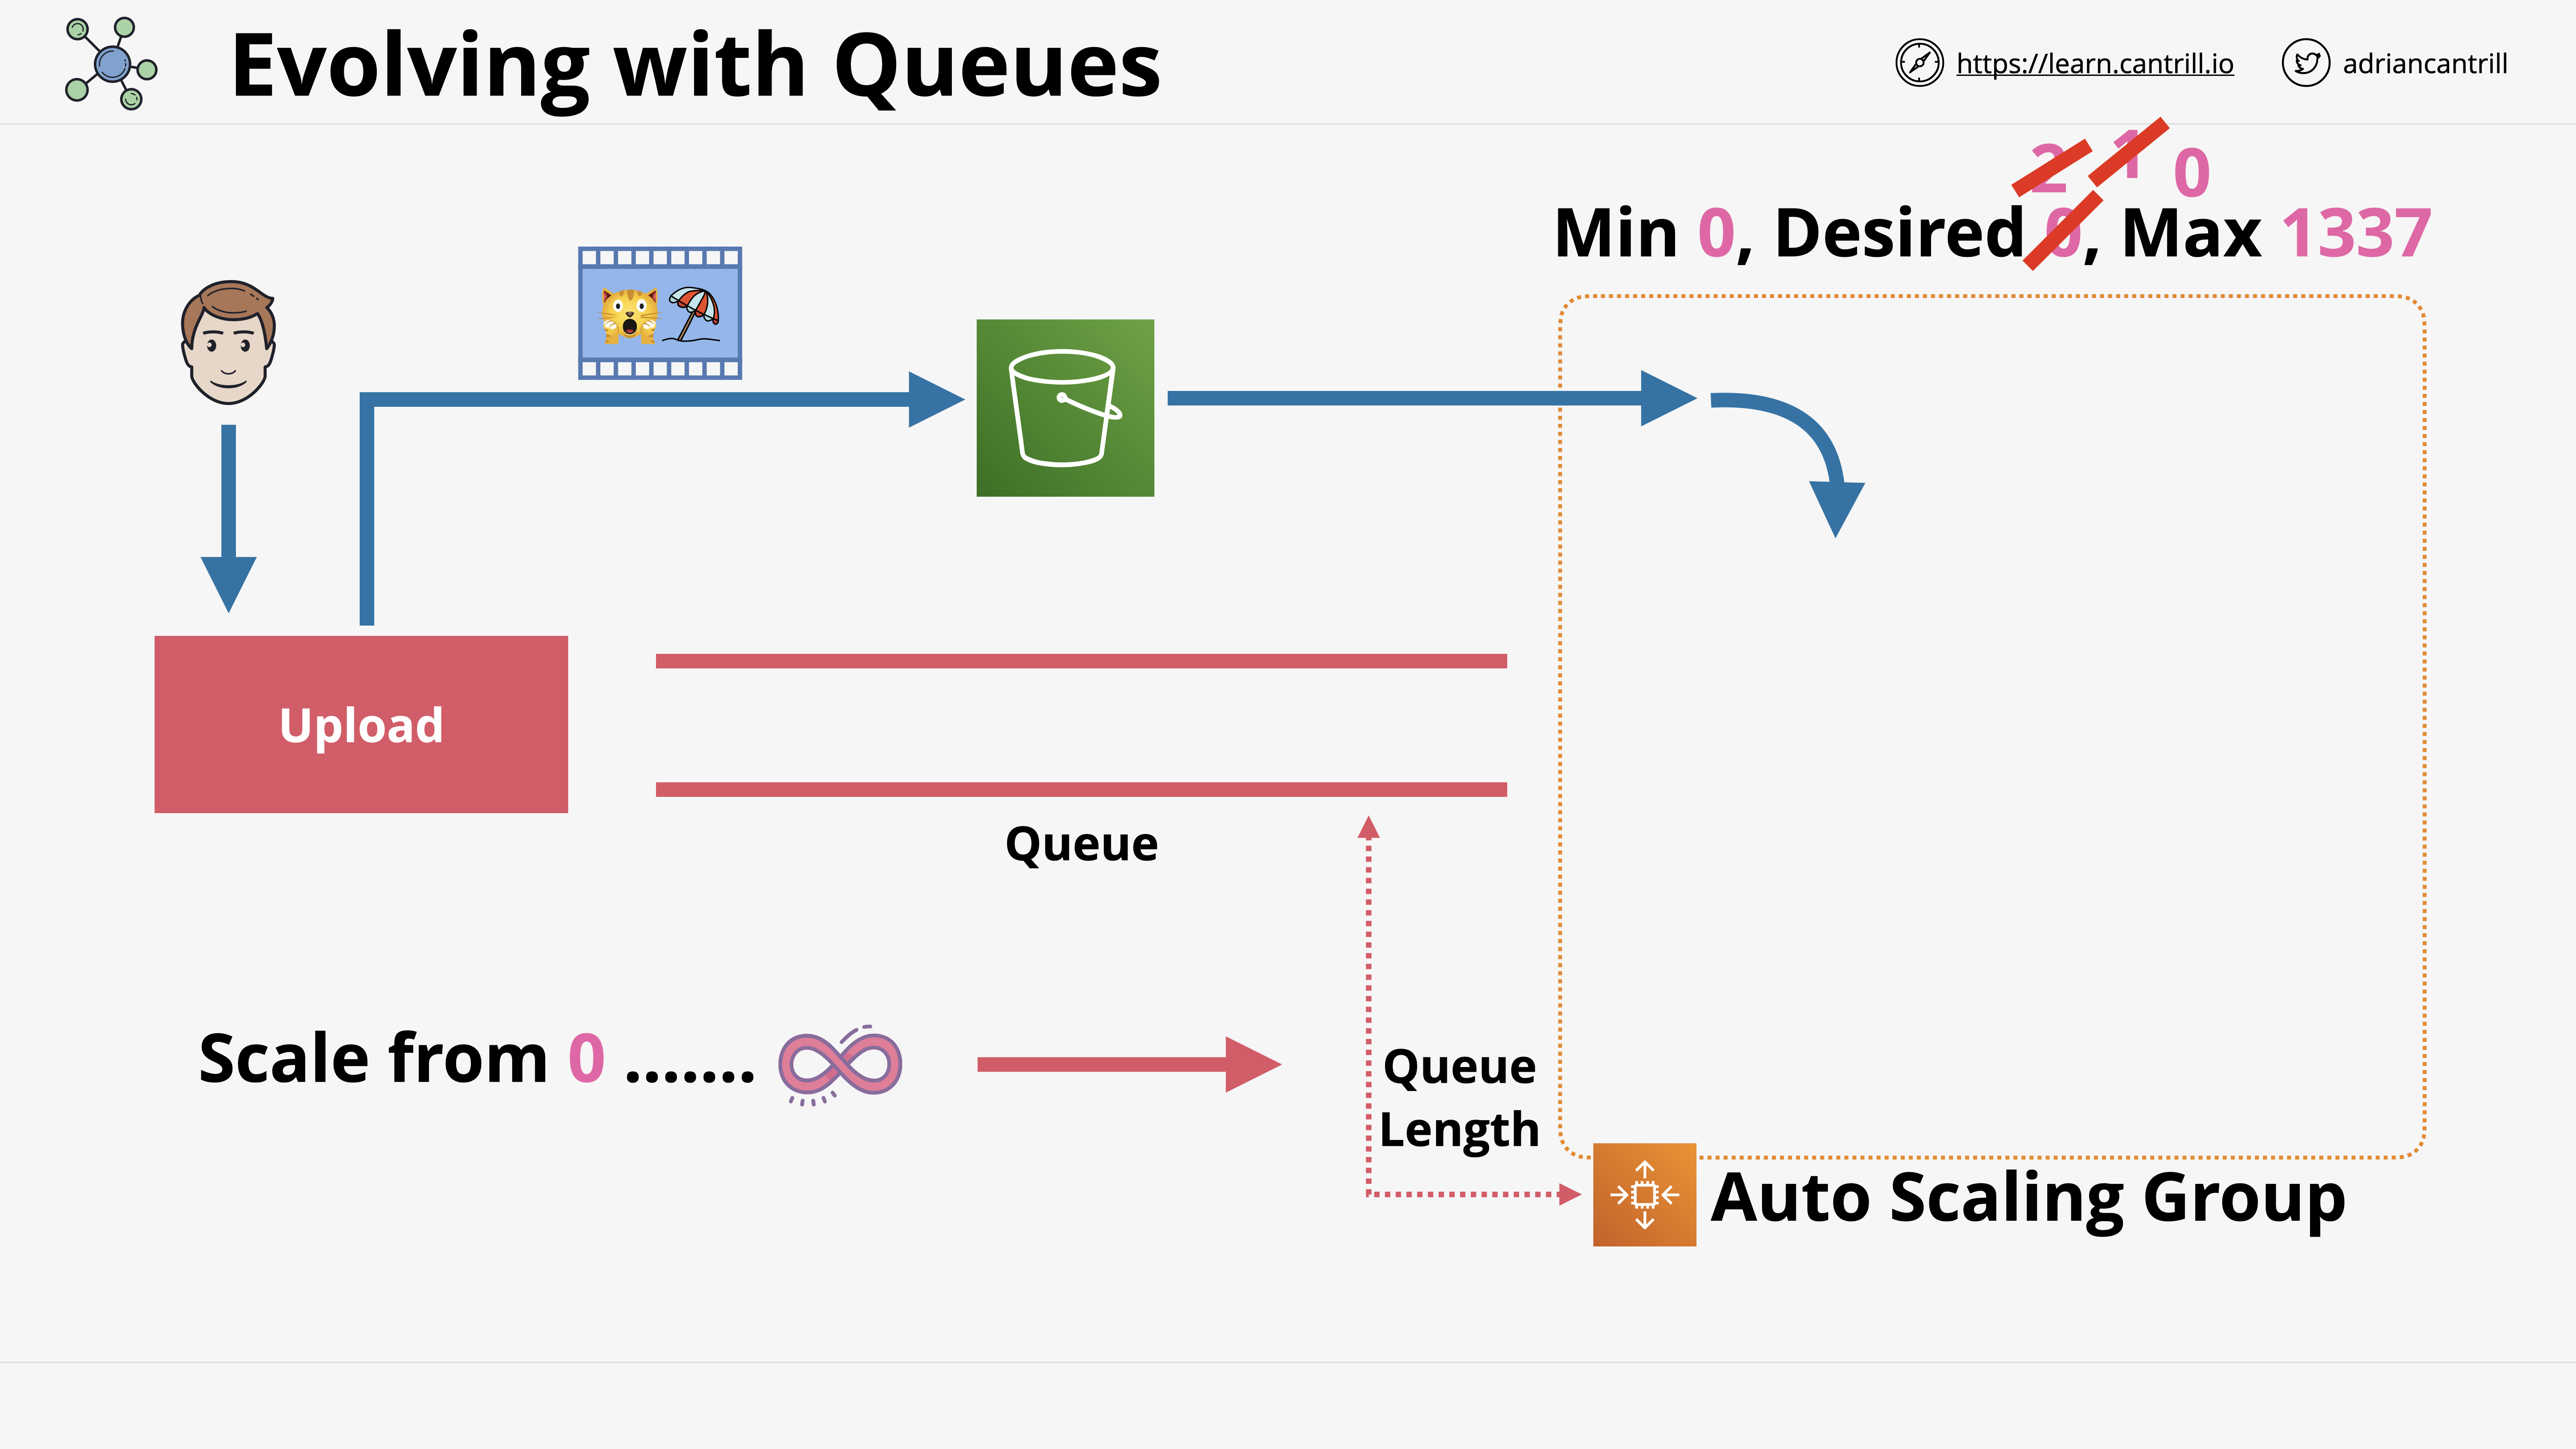 Evolving with Queues
https://learn.cantrill.io
adriancantrill
2 1 0
Min 0, Desired 0, Max 1337
Upload
Queue
Scale from 0 .......
Queue
Length
Auto Scaling Group